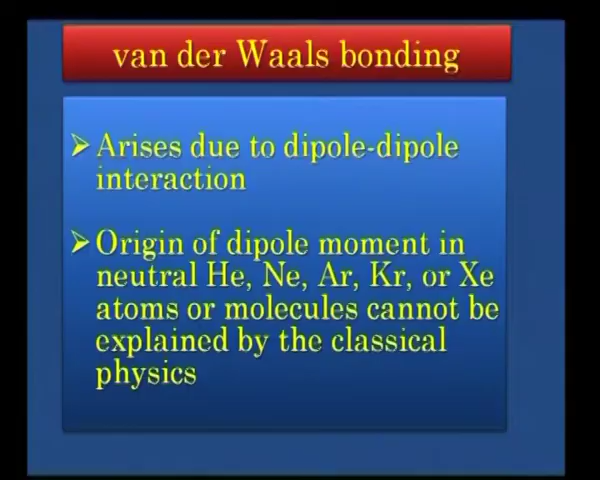 van der Waals bonding
➢ Arises due to dipole-dipole
interaction
➢ Origin of dipole moment in
neutral He, Ne, Ar, Kr, or Xe
atoms or molecules cannot be
explained by the classical
physics